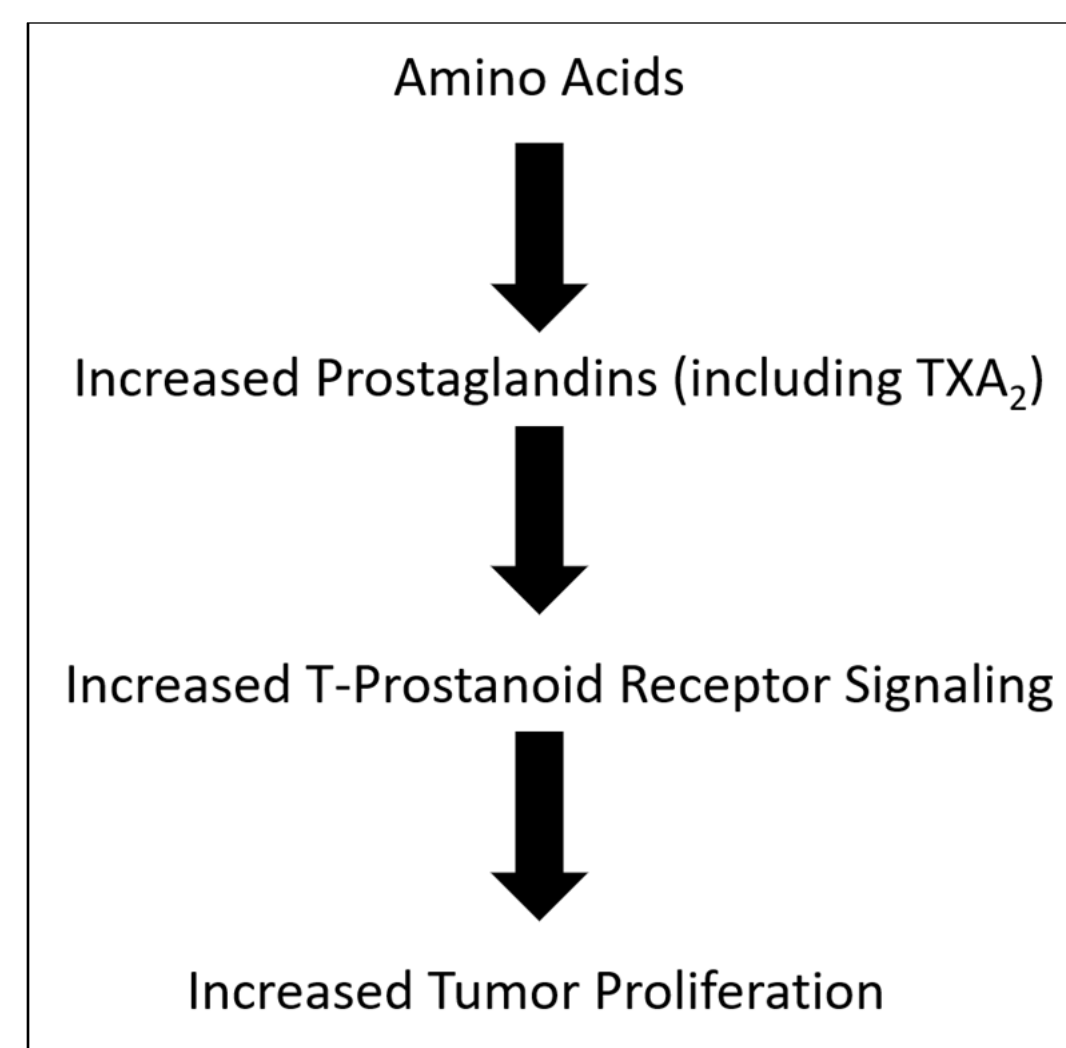 Amino Acids
Increased Prostaglandins (including TXA₂)
Increased T-Prostanoid Receptor Signaling
Increased Tumor Proliferation